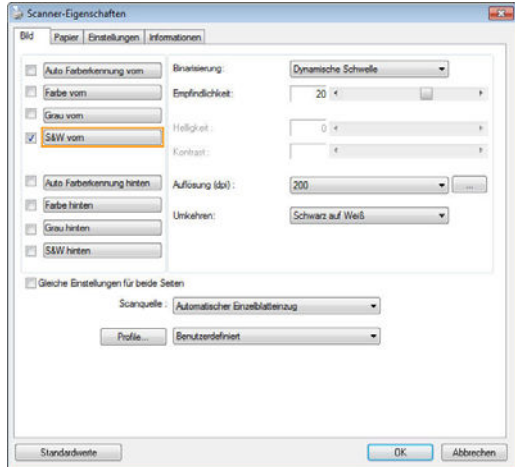 Scanner-Eigenschaften
Bild Papier Einstellungen Informationen
Auto Farberkennung vorn
Binarisierung: Dynamische Schwelle
Farbe vorn
Empfindlichkeit: 20
Grau vorn
Helligkeit : 0
S&W vorn
Kontrast :
Auto Farberkennung hinten
Auflösung (dpi) : 200 ...
Farbe hinten
Umkehren: Schwarz auf Weiß
Grau hinten
S&W hinten
Gleiche Einstellungen für beide Seiten
Scanquelle : Automatischer Einzelblatteinzug
Profile... Benutzerdefiniert
Standardwerte OK Abbrechen